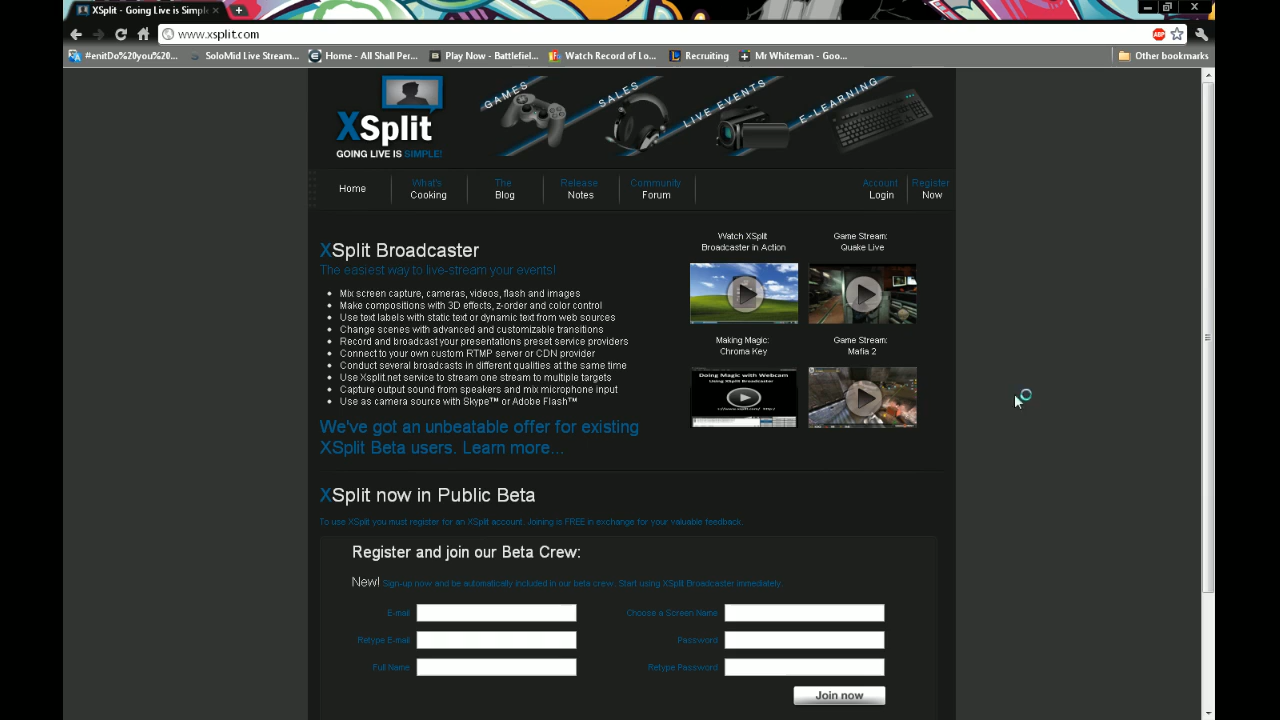 XSplit - Going Live is Simple
www.xsplit.com
ABP
#enitDo%20you%20...
SoloMid Live Stream...
Home - All Shall Per...
Play Now - Battlefiel...
Watch Record of Lo...
Recruiting
Mr Whiteman - Goo...
Other bookmarks
XSplit
GOING LIVE IS SIMPLE!
GAMES
SALES
LIVE EVENTS
E-LEARNING
Home
What's
Cooking
The
Blog
Release
Notes
Community
Forum
Account
Login
Register
Now
XSplit Broadcaster
The easiest way to live-stream your events!
Mix screen capture, cameras, videos, flash and images
Make compositions with 3D effects, z-order and color control
Use text labels with static text or dynamic text from web sources
Change scenes with advanced and customizable transitions
Record and broadcast your presentations preset service providers
Connect to your own custom RTMP server or CDN provider
Conduct several broadcasts in different qualities at the same time
Use Xsplit.net service to stream one stream to multiple targets
Capture output sound from speakers and mix microphone input
Use as camera source with Skype™ or Adobe Flash™
We've got an unbeatable offer for existing
XSplit Beta users. Learn more...
Watch XSplit
Broadcaster in Action
Game Stream:
Quake Live
Making Magic:
Chroma Key
Game Stream:
Mafia 2
Doing Magic with Webcam
Using XSplit Broadcaster
XSplit now in Public Beta
To use XSplit you must register for an XSplit account. Joining is FREE in exchange for your valuable feedback.
Register and join our Beta Crew:
New! Sign-up now and be automatically included in our beta crew. Start using XSplit Broadcaster immediately.
E-mail
Choose a Screen Name
Retype E-mail
Password
Full Name
Retype Password
Join now